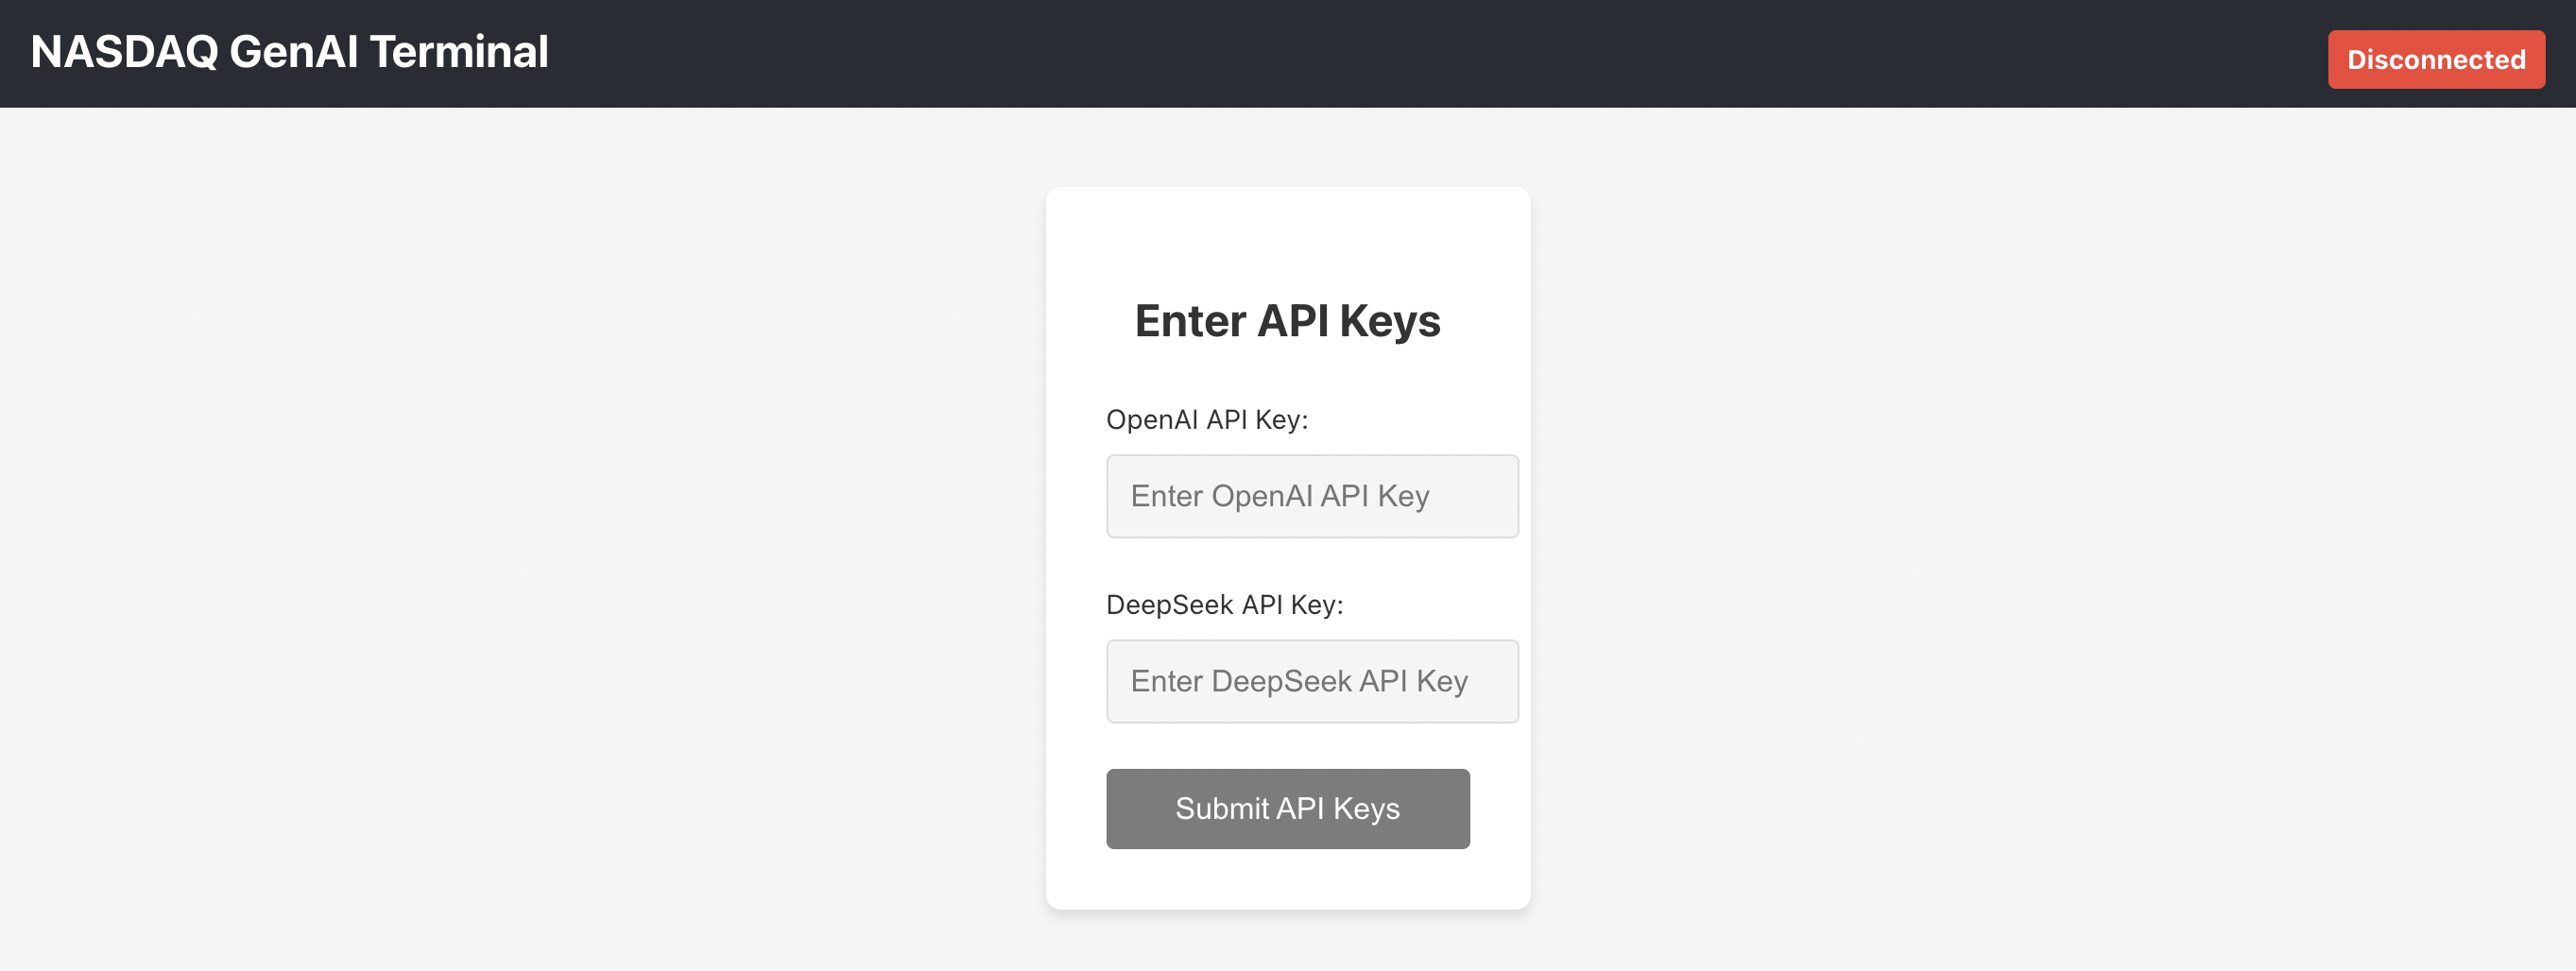 NASDAQ GenAI Terminal
Disconnected
Enter API Keys
OpenAI API Key:
Enter OpenAI API Key
DeepSeek API Key:
Enter DeepSeek API Key
Submit API Keys